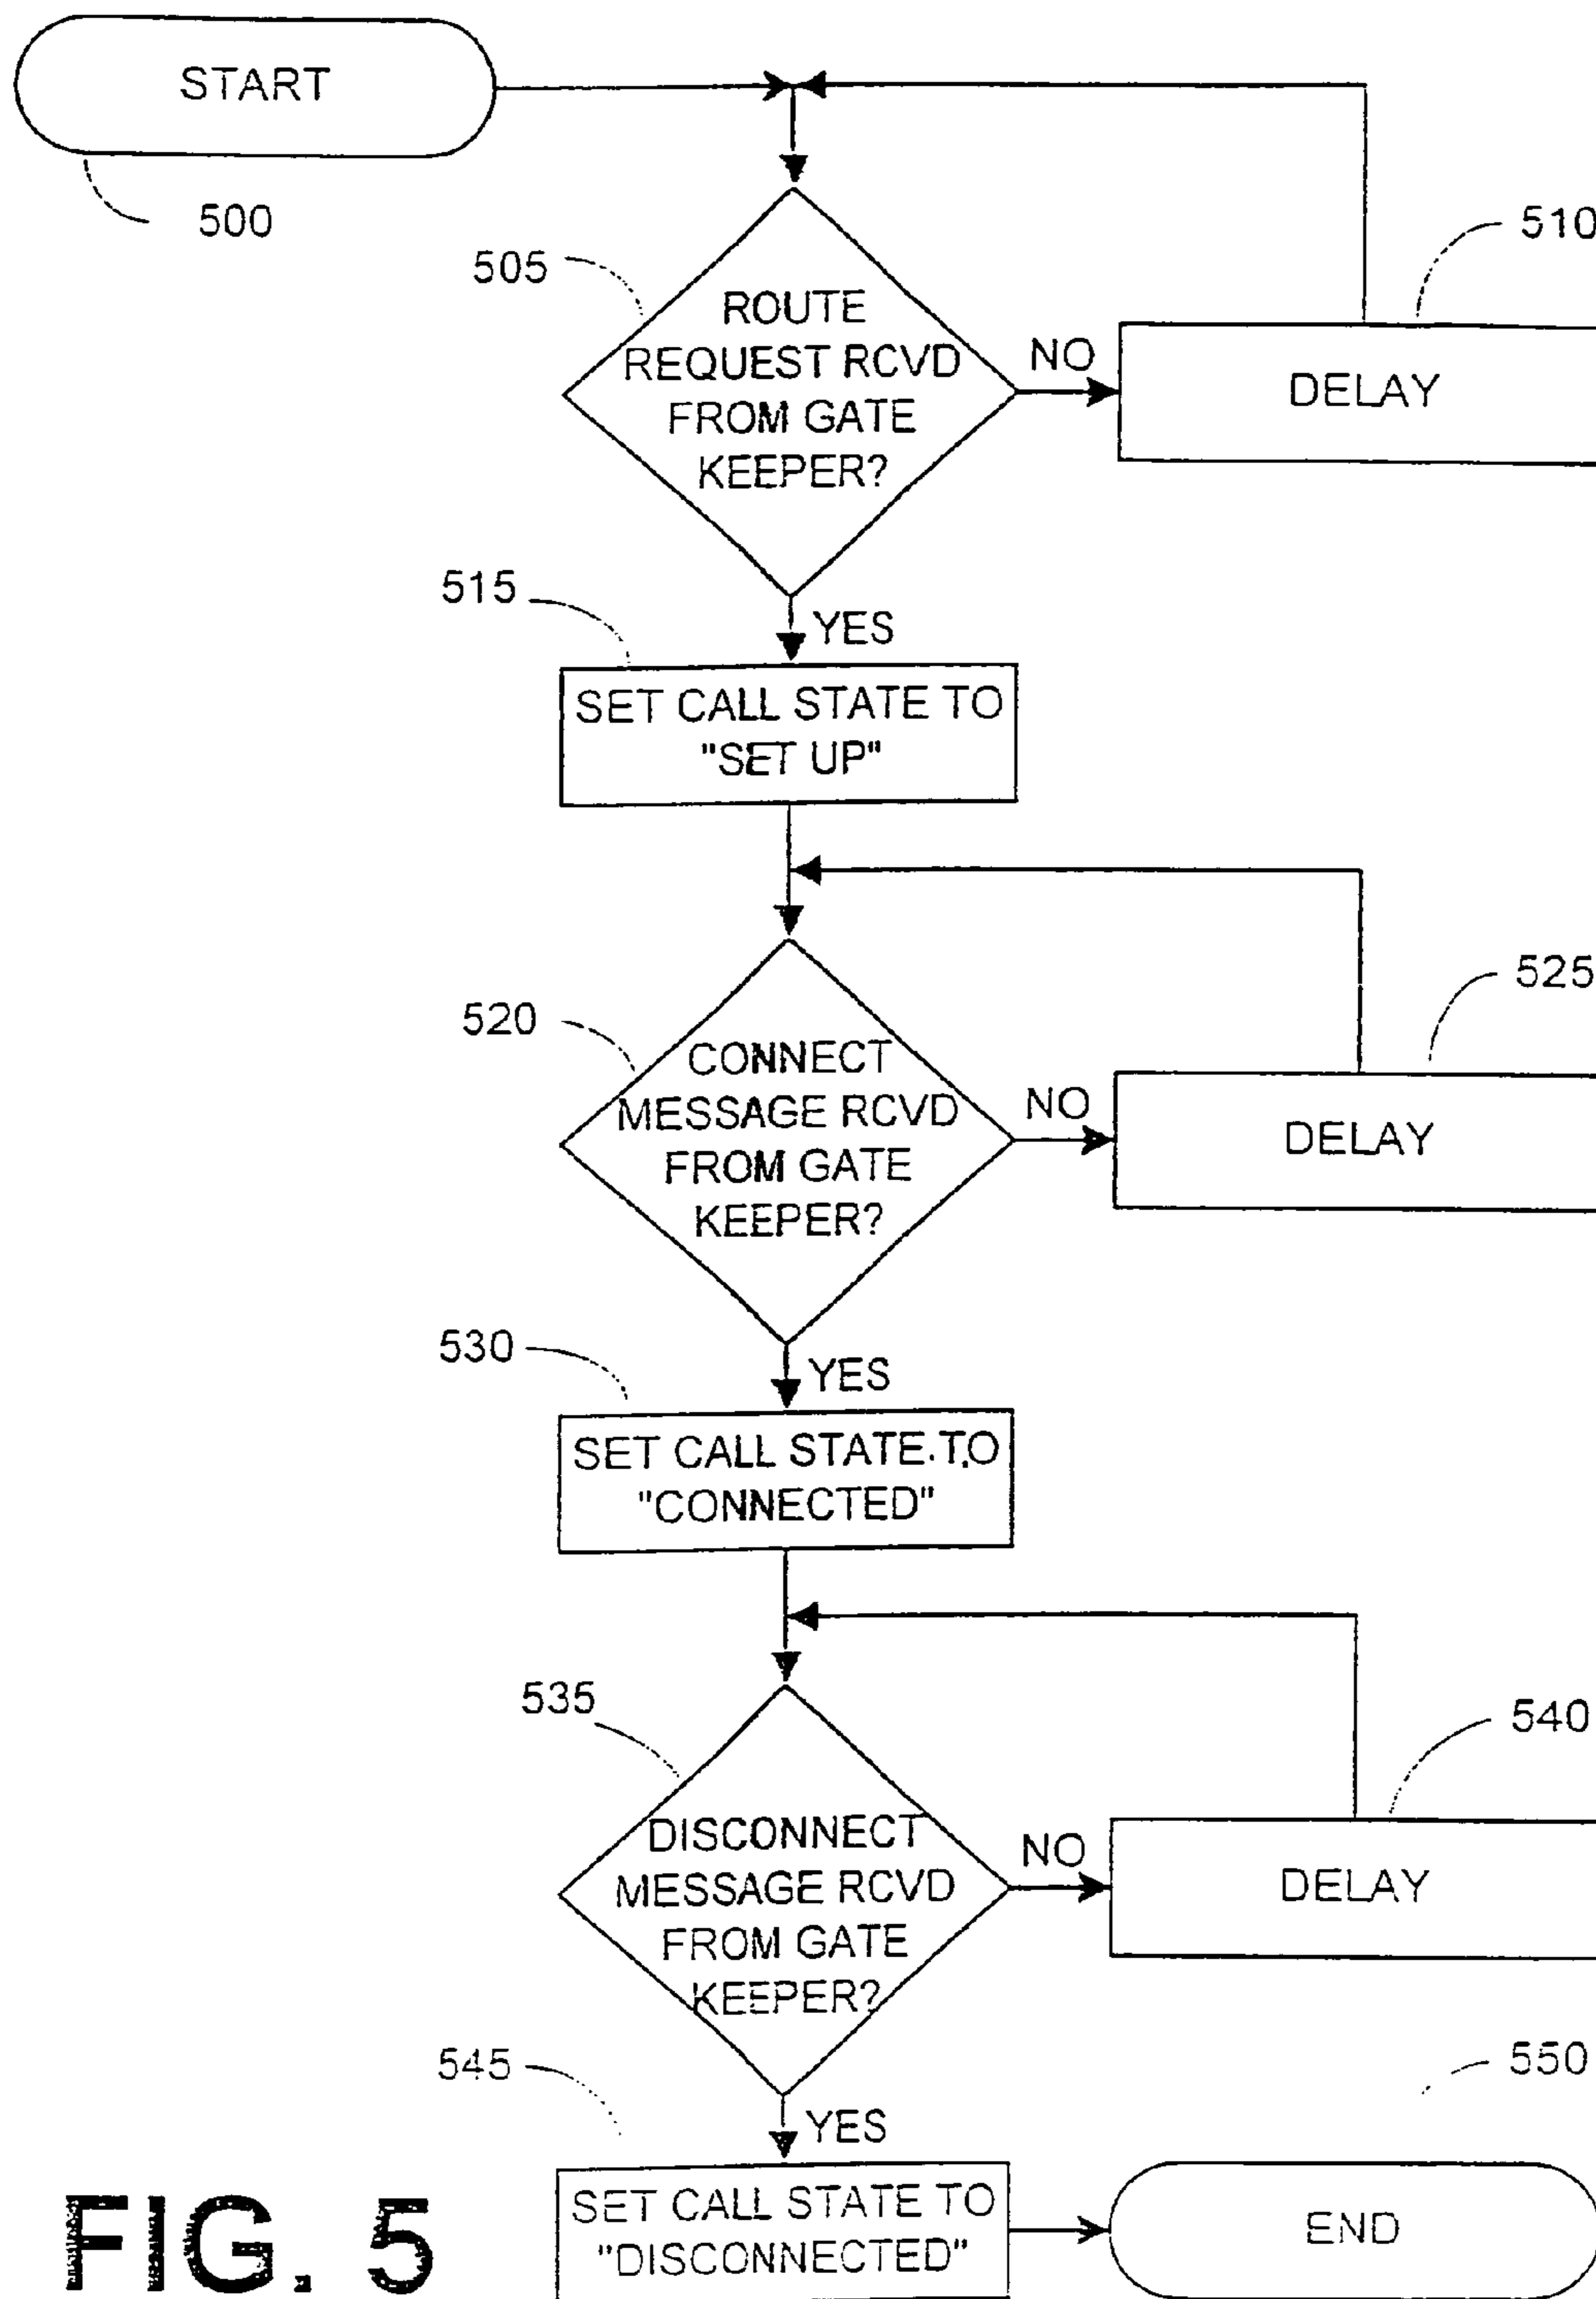 START
500
510
505
ROUTE
REQUEST RCVD
FROM GATE
KEEPER?
NO
DELAY
515
YES
SET CALL STATE TO
"SET UP"
525
520
CONNECT
MESSAGE RCVD
FROM GATE
KEEPER?
NO
DELAY
530
YES
SET CALL STATE TO
"CONNECTED"
535
540
DISCONNECT
MESSAGE RCVD
FROM GATE
KEEPER?
NO
DELAY
545
550
YES
SET CALL STATE TO
"DISCONNECTED"
END
FIG. 5